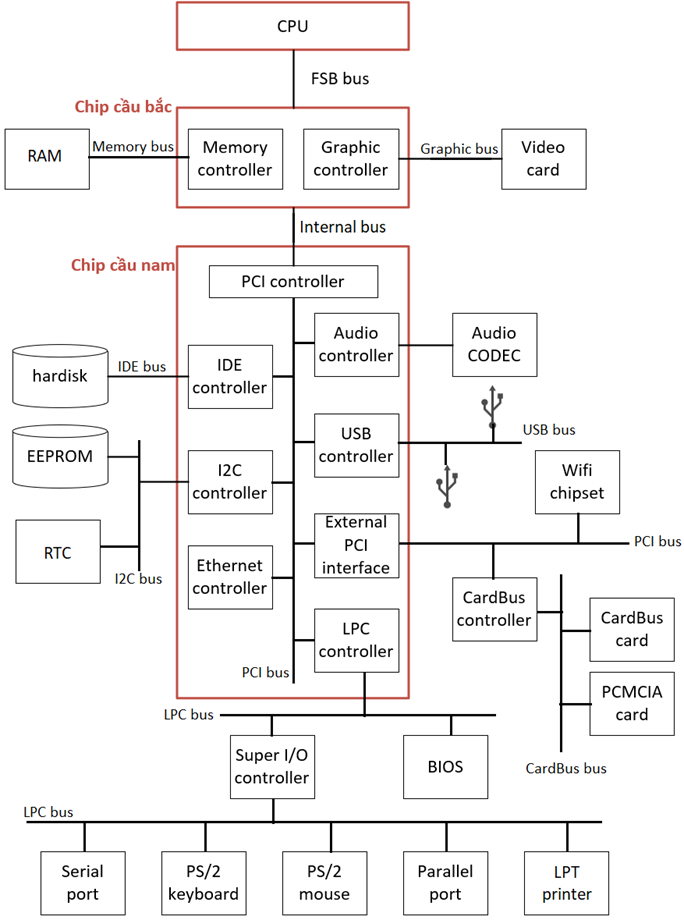 CPU
FSB bus
Chip cầu bắc
RAM
Memory bus
Memory
controller
Graphic
controller
Graphic bus
Video
card
Internal bus
Chip cầu nam
PCI controller
hardisk
IDE bus
IDE
controller
Audio
controller
Audio
CODEC
EEPROM
USB
controller
USB bus
I2C
controller
Wifi
chipset
RTC
I2C bus
Ethernet
controller
External
PCI
interface
PCI bus
CardBus
controller
CardBus
card
LPC
controller
PCI bus
PCMCIA
card
CardBus bus
LPC bus
Super I/O
controller
BIOS
LPC bus
Serial
port
PS/2
keyboard
PS/2
mouse
Parallel
port
LPT
printer